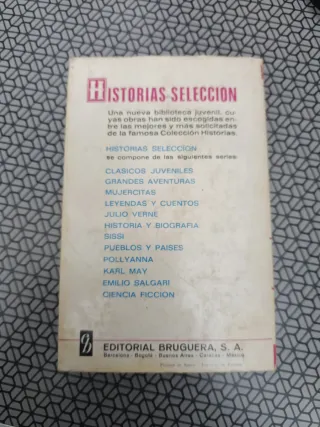 HISTORIAS SELECCION
Una nueva biblioteca juvenil, cu-
yas obras han sido escogidas en-
tre las mejores y más solicitadas
de la famosa Colección Historias.
HISTORIAS SELECCION
se compone de las siguientes series
CLASICOS JUVENILES
GRANDES AVENTURAS
MUJERCITAS
LEYENDAS Y CUENTOS
JULIO VERNE
HISTORIA Y BIOGRAFIA
SISSI
PUEBLOS Y PAISES
POLLYANNA
KARL MAY
EMILIO SALGARI
CIENCIA FICCION
EDITORIAL BRUGUERA, S. A.
Barcelona - Bogotá - Buenos Aires - Caracas - México